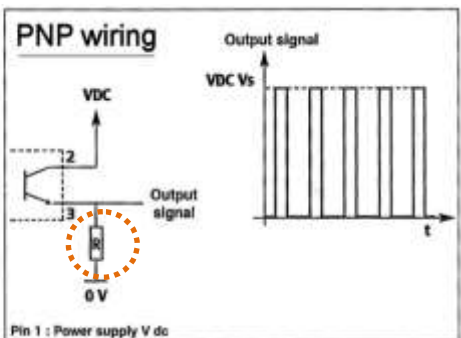 PNP wiring
Output signal
VDC Vs
VDC
2
Output
signal
3
R
t
0 V
Pin 1 : Power supply V dc